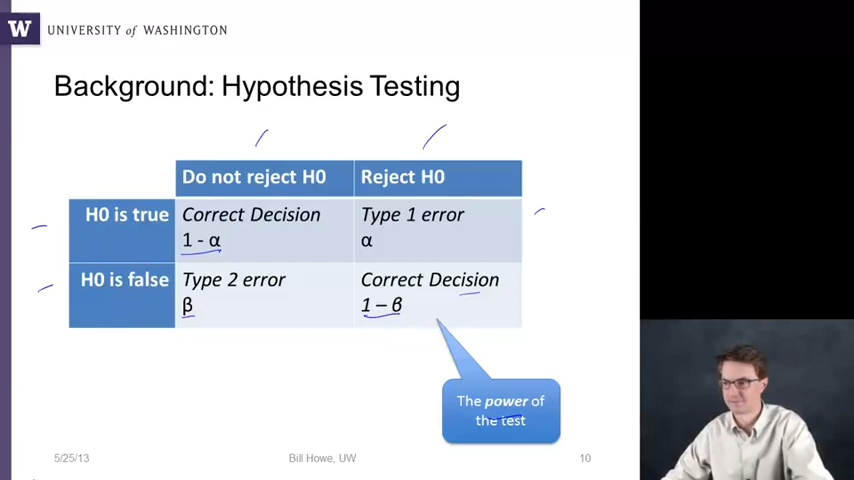 W UNIVERSITY of WASHINGTON
Background: Hypothesis Testing
Do not reject H0 Reject H0
H0 is true Correct Decision Type 1 error
1 - α α
H0 is false Type 2 error Correct Decision
β 1 – β
The power of
the test
5/25/13 Bill Howe, UW 10